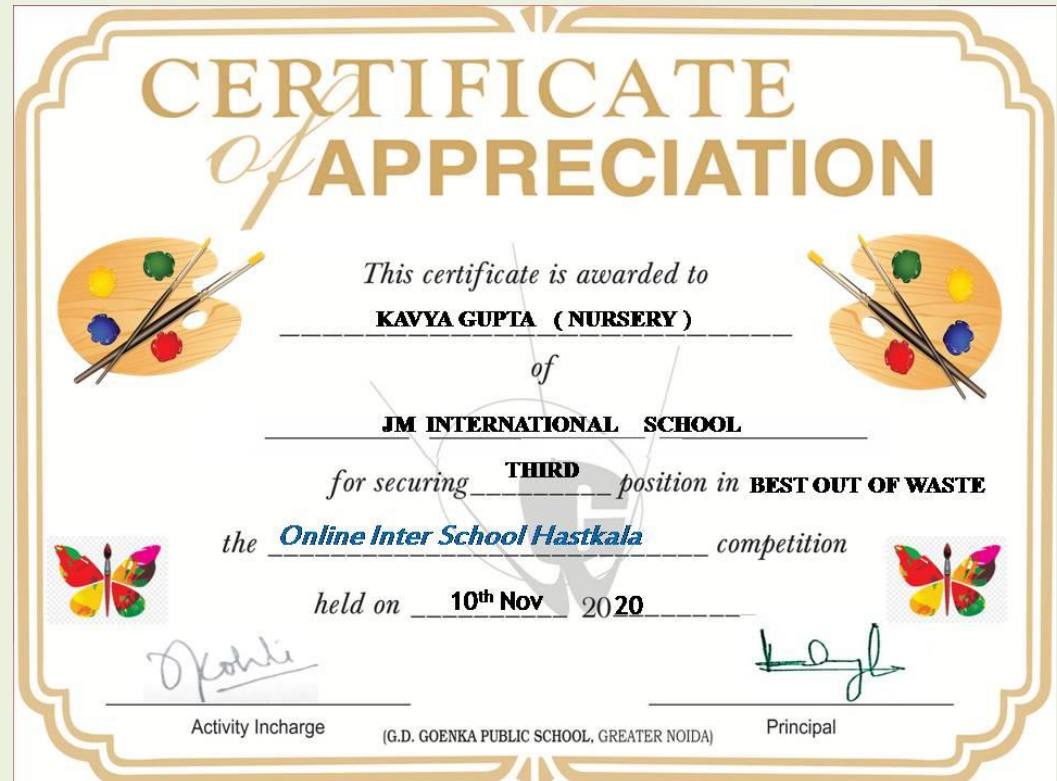 CERTIFICATE
of APPRECIATION
This certificate is awarded to
KAVYA GUPTA ( NURSERY )
of
JM INTERNATIONAL SCHOOL
for securing THIRD position in BEST OUT OF WASTE
the Online Inter School Hastkala competition
held on 10th Nov 2020
Kohli
Activity Incharge
(G.D. GOENKA PUBLIC SCHOOL, GREATER NOIDA)
Principal